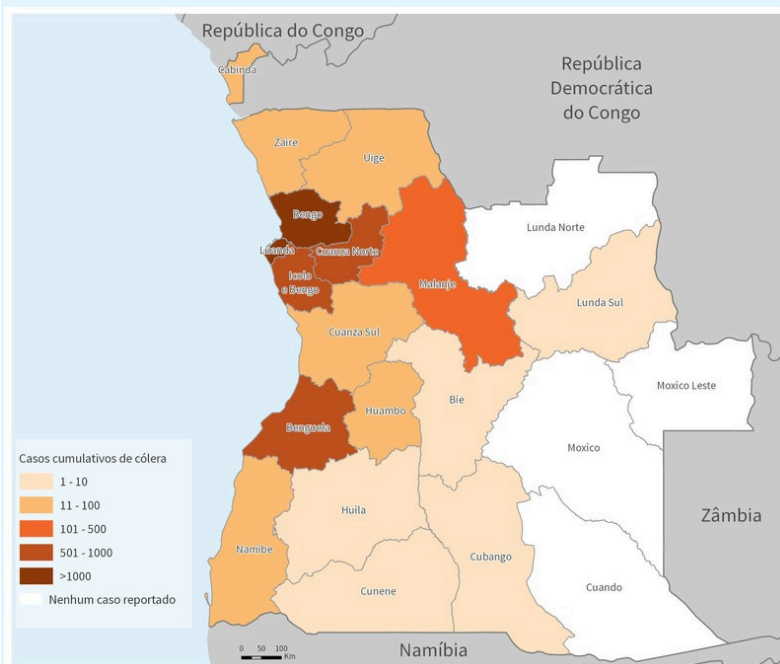 República do Congo
Cabinda
República
Democrática
do Congo
Zaire
Uige
Bengo
Lunda Norte
Luanda
Cuanza Norte
Icolo
e Bengo
Malanje
Lunda Sul
Cuanza Sul
Moxico Leste
Bie
Huambo
Benguela
Moxico
Casos cumulativos de cólera
1 - 10
11 - 100
101 - 500
501 - 1000
>1000
Nenhum caso reportado
Huila
Zâmbia
Namibe
Cubango
Cunene
Cuando
0 50 100
Km
Namíbia